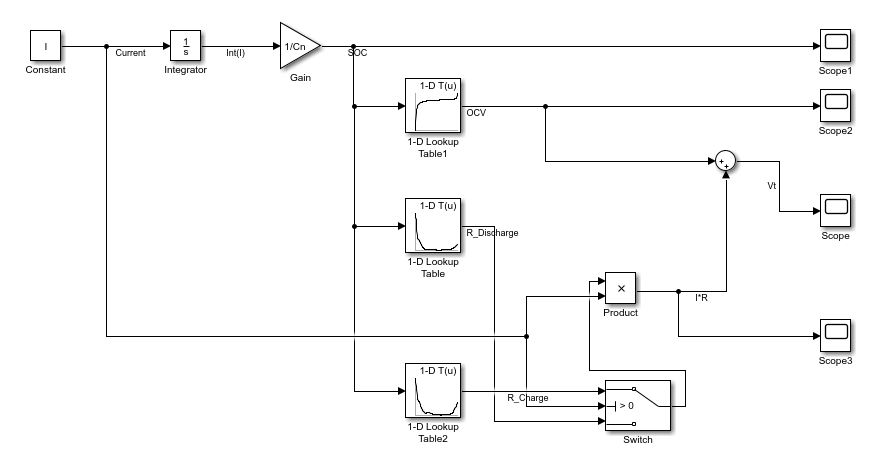 I
Constant
Current
1
s
Integrator
Int(I)
1/Cn
Gain
SOC
Scope1
1-D T(u)
1-D Lookup
Table1
OCV
Scope2
+
+
Vt
Scope
1-D T(u)
1-D Lookup
Table
R_Discharge
×
Product
I*R
Scope3
1-D T(u)
1-D Lookup
Table2
R_Charge
> 0
Switch